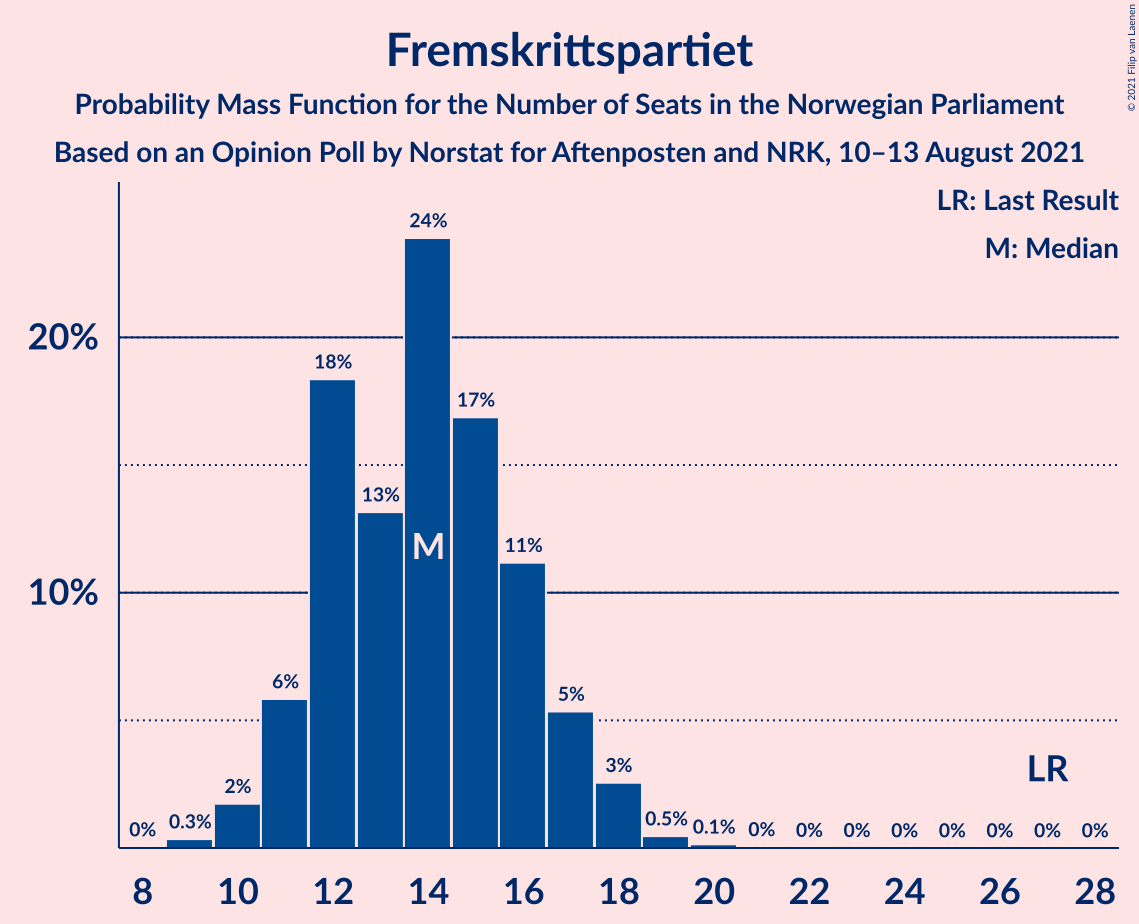 Fremskrittspartiet
Probability Mass Function for the Number of Seats in the Norwegian Parliament
Based on an Opinion Poll by Norstat for Aftenposten and NRK, 10–13 August 2021
© 2021 Filip van Laenen
LR: Last Result
M: Median
20%
10%
0% 0.3% 2% 6% 18% 13% 24% 17% 11% 5% 3% 0.5% 0.1% 0% 0% 0% 0% 0% 0% 0% 0%
M
LR
8 10 12 14 16 18 20 22 24 26 28